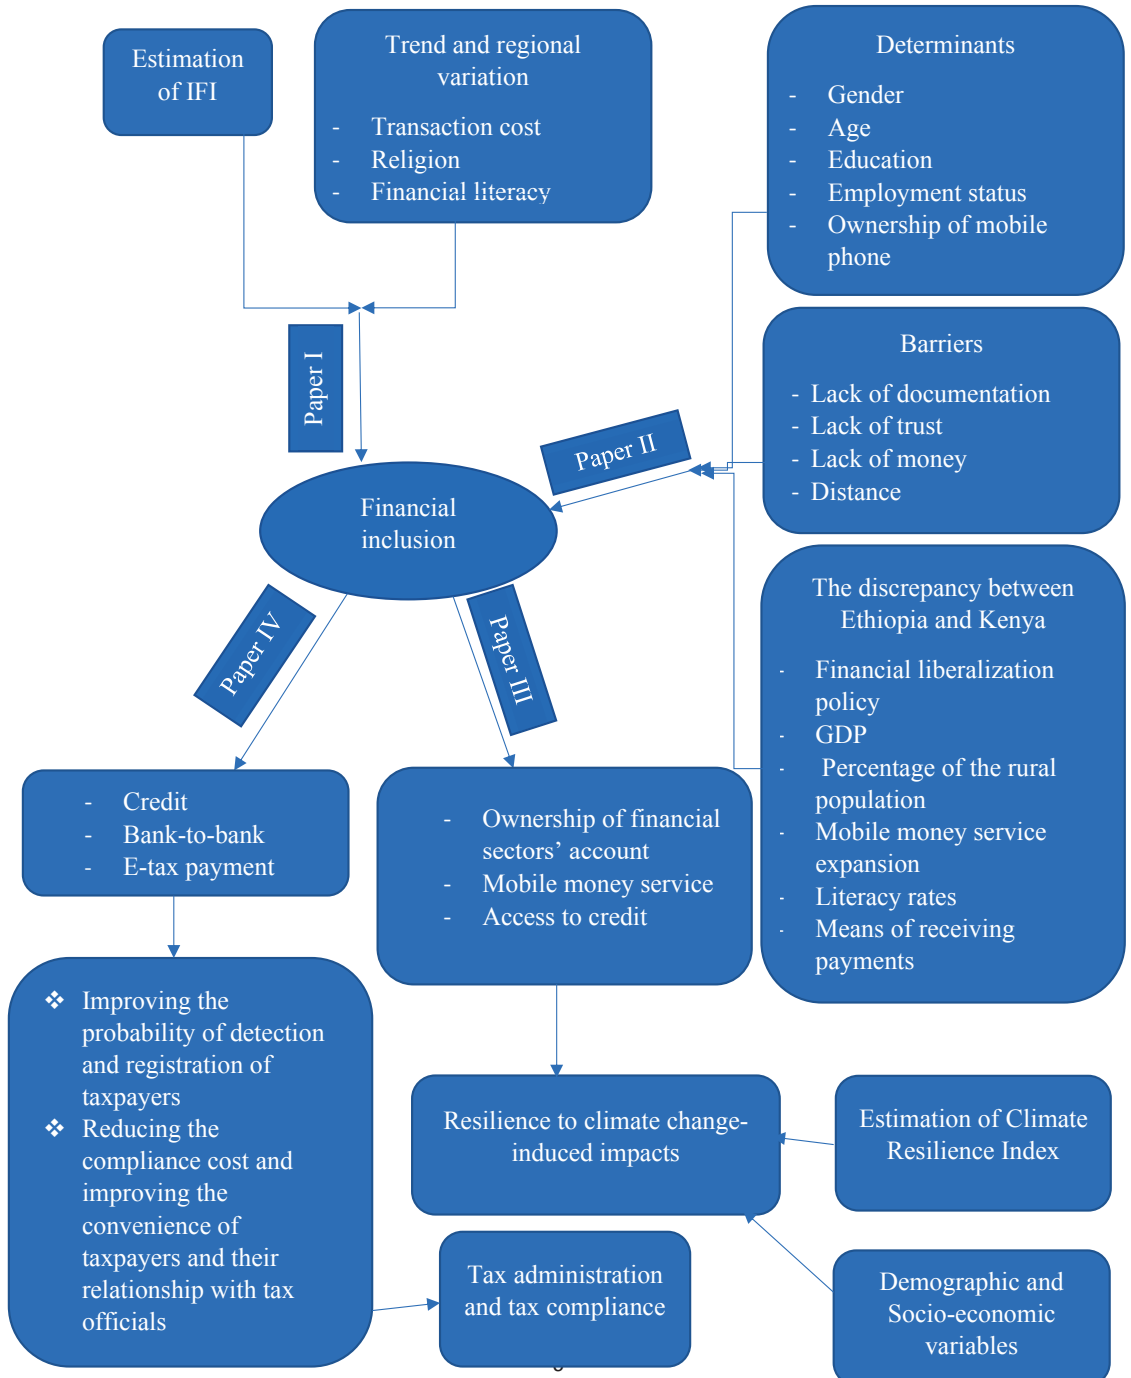 Estimation
of IFI
Trend and regional
variation
- Transaction cost
- Religion
- Financial literacy
Determinants
- Gender
- Age
- Education
- Employment status
- Ownership of mobile
phone
Barriers
- Lack of documentation
- Lack of trust
- Lack of money
- Distance
Paper I
Paper II
Financial
inclusion
The discrepancy between
Ethiopia and Kenya
- Financial liberalization
policy
- GDP
- Percentage of the rural
population
- Mobile money service
expansion
- Literacy rates
- Means of receiving
payments
Paper IV
Paper III
- Credit
- Bank-to-bank
- E-tax payment
- Ownership of financial
sectors’ account
- Mobile money service
- Access to credit
❖ Improving the
probability of detection
and registration of
taxpayers
❖ Reducing the
compliance cost and
improving the
convenience of
taxpayers and their
relationship with tax
officials
Resilience to climate change-
induced impacts
Estimation of Climate
Resilience Index
Tax administration
and tax compliance
Demographic and
Socio-economic
variables